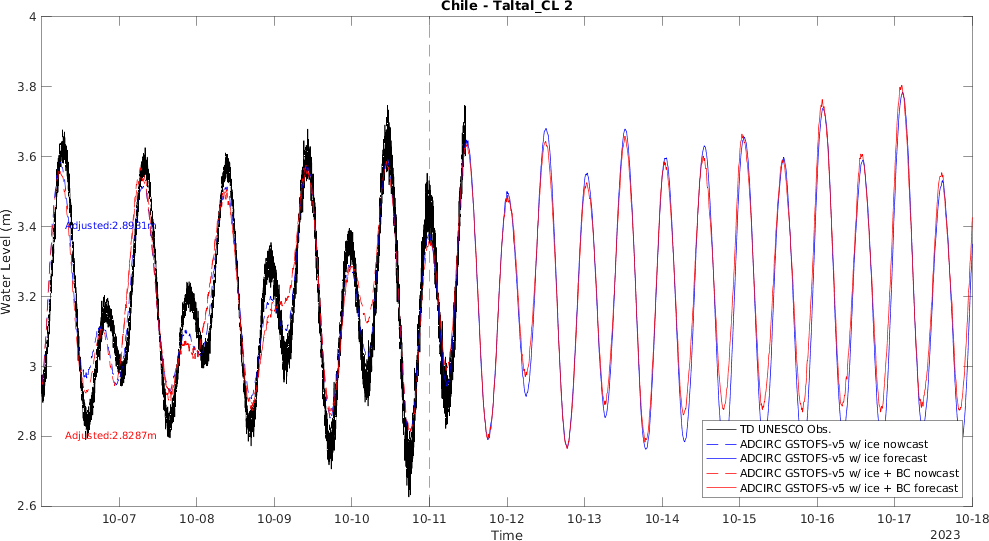 Chile - Taltal_CL 2
4
3.8
3.6
3.4
3.2
3
2.8
2.6
Water Level (m)
Adjusted:2.8931m
Adjusted:2.8287m
TD UNESCO Obs.
ADCIRC GSTOFS-v5 w/ ice nowcast
ADCIRC GSTOFS-v5 w/ ice forecast
ADCIRC GSTOFS-v5 w/ ice + BC nowcast
ADCIRC GSTOFS-v5 w/ ice + BC forecast
10-07 10-08 10-09 10-10 10-11 10-12 10-13 10-14 10-15 10-16 10-17 10-18
Time
2023